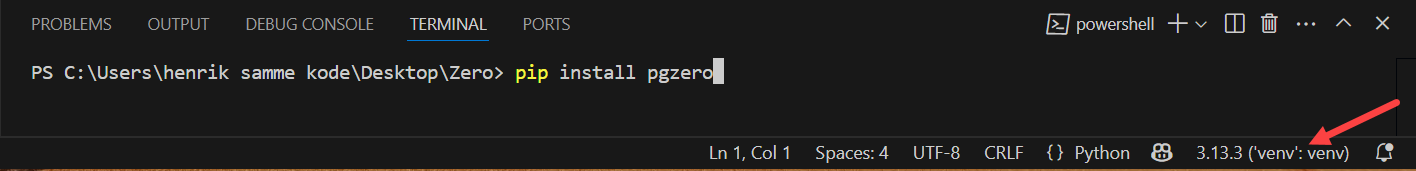 PROBLEMS OUTPUT DEBUG CONSOLE TERMINAL PORTS powershell
PS C:\Users\henrik samme kode\Desktop\Zero> pip install pgzero
Ln 1, Col 1 Spaces: 4 UTF-8 CRLF {} Python 3.13.3 ('venv': venv)